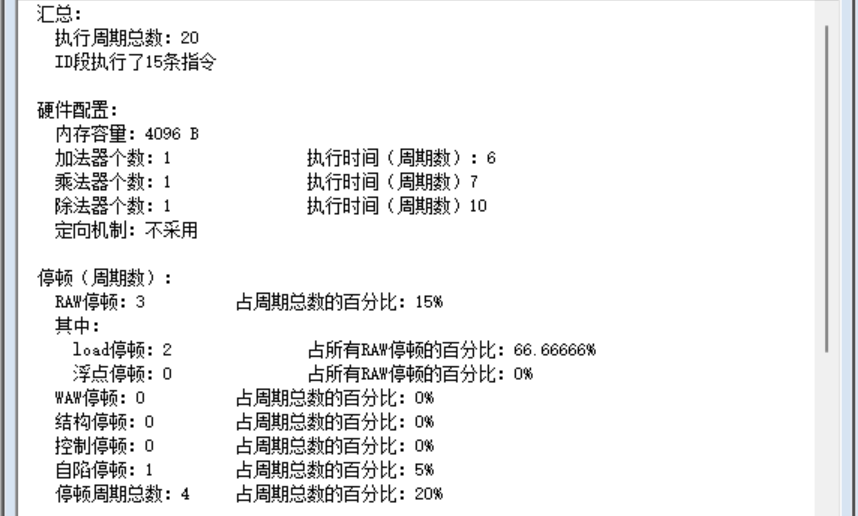 汇总：
执行周期总数：20
ID段执行了15条指令
硬件配置：
内存容量：4096 B
加法器个数：1 执行时间（周期数）：6
乘法器个数：1 执行时间（周期数）7
除法器个数：1 执行时间（周期数）10
定向机制：不采用
停顿（周期数）：
RAW停顿：3 占周期总数的百分比：15%
其中：
load停顿：2 占所有RAW停顿的百分比：66.66666%
浮点停顿：0 占所有RAW停顿的百分比：0%
WAW停顿：0 占周期总数的百分比：0%
结构停顿：0 占周期总数的百分比：0%
控制停顿：0 占周期总数的百分比：0%
自陷停顿：1 占周期总数的百分比：5%
停顿周期总数：4 占周期总数的百分比：20%